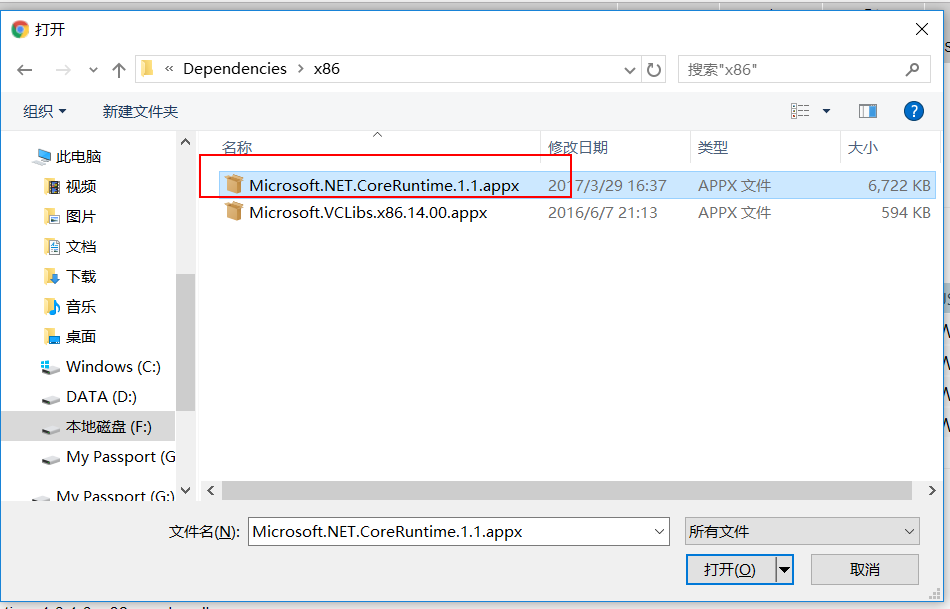 打开
« Dependencies › x86
搜索"x86"
组织
新建文件夹
名称 修改日期 类型 大小
Microsoft.NET.CoreRuntime.1.1.appx 2017/3/29 16:37 APPX 文件 6,722 KB
Microsoft.VCLibs.x86.14.00.appx 2016/6/7 21:13 APPX 文件 594 KB
此电脑
视频
图片
文档
下载
音乐
桌面
Windows (C:)
DATA (D:)
本地磁盘 (F:)
My Passport (G
My Passport (G:)
文件名(N): Microsoft.NET.CoreRuntime.1.1.appx
所有文件
打开(O)
取消